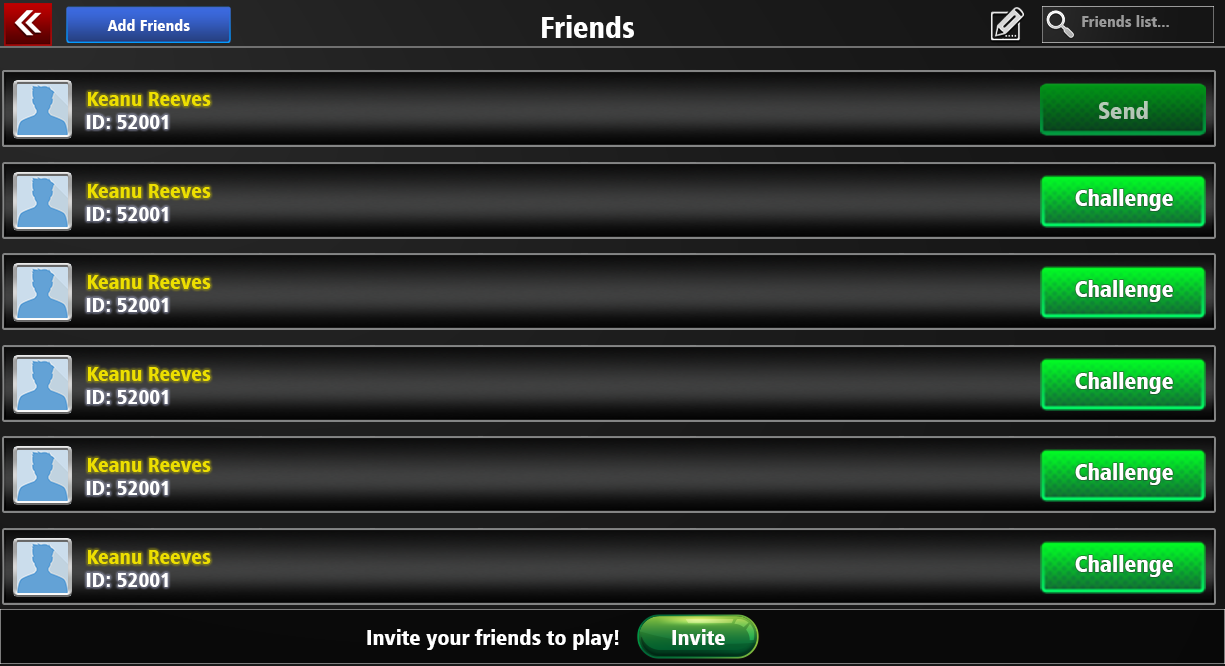 Add Friends
Friends
Friends list...
Keanu Reeves
ID: 52001
Send
Keanu Reeves
ID: 52001
Challenge
Keanu Reeves
ID: 52001
Challenge
Keanu Reeves
ID: 52001
Challenge
Keanu Reeves
ID: 52001
Challenge
Keanu Reeves
ID: 52001
Challenge
Invite your friends to play!
Invite